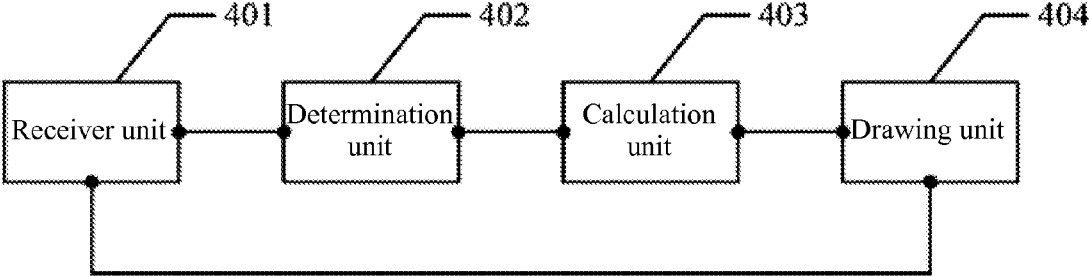 401
402
403
404
Receiver unit
Determination
unit
Calculation
unit
Drawing unit